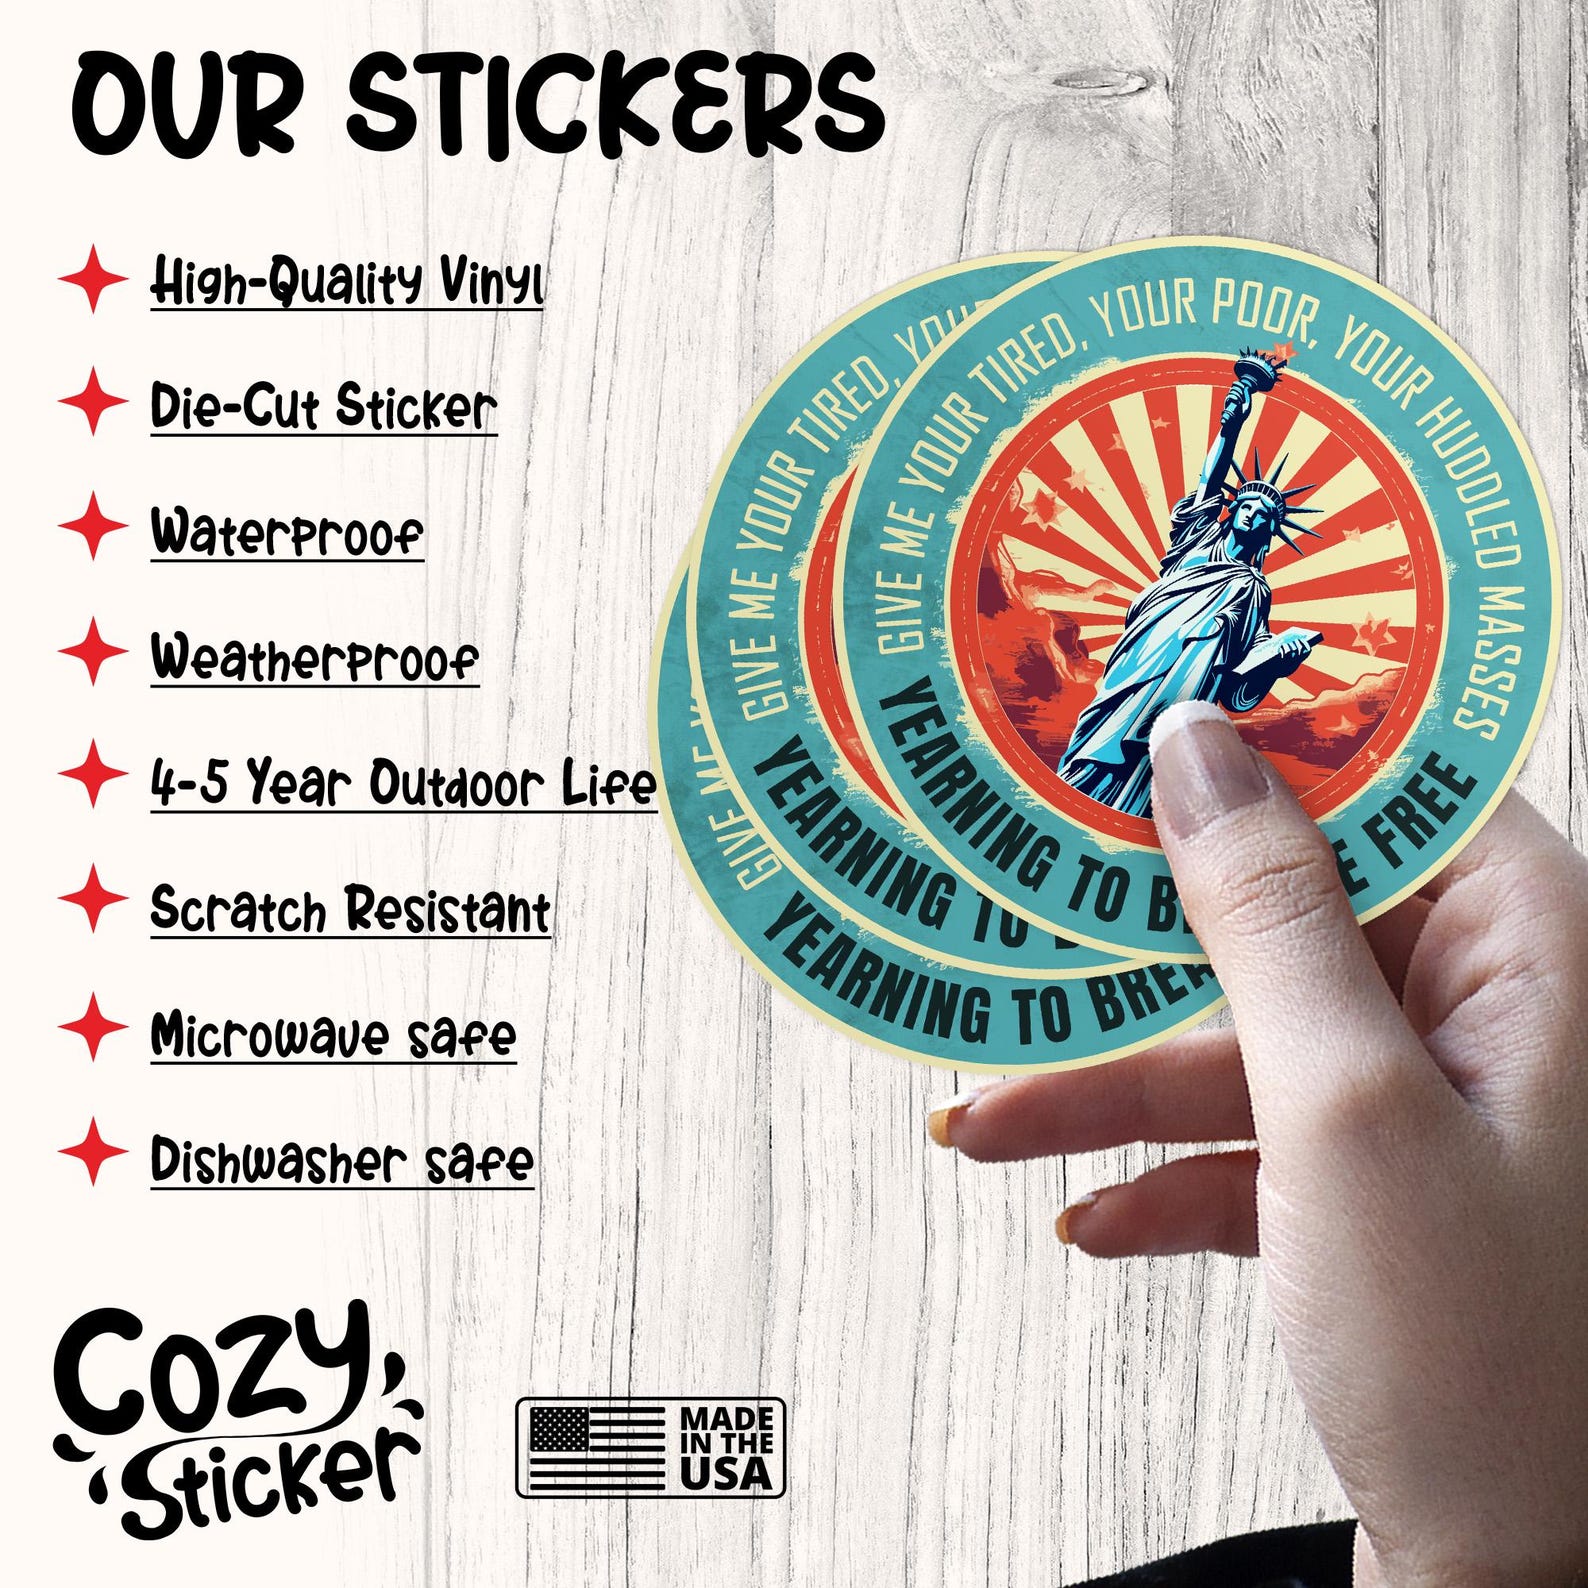 OUR STICKERS
High-Quality Vinyl
Die-Cut Sticker
Waterproof
Weatherproof
4-5 Year Outdoor Life
Scratch Resistant
Microwave safe
Dishwasher safe
GIVE ME YOUR TIRED, YOUR POOR, YOUR HUDDLED MASSES
YEARNING TO B E FREE
GIVE ME YOUR TIRED, YOU
YEARNING TO
GIVE ME Y
YEARNING TO BREA
Cozy
Sticker
MADE
IN THE
USA